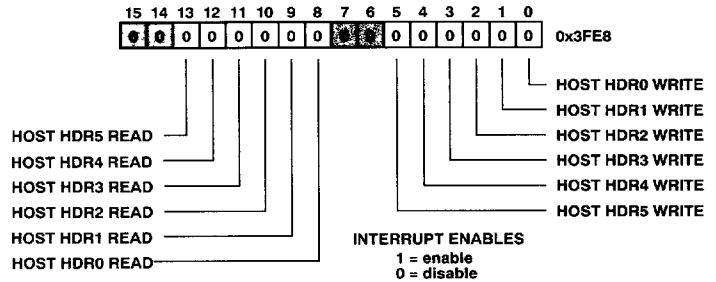 15 14 13 12 11 10 9 8 7 6 5 4 3 2 1 0
0 0 0 0 0 0 0 0 0 0 0 0 0 0 0 0 0x3FE8
HOST HDR5 READ
HOST HDR4 READ
HOST HDR3 READ
HOST HDR2 READ
HOST HDR1 READ
HOST HDR0 READ
HOST HDR0 WRITE
HOST HDR1 WRITE
HOST HDR2 WRITE
HOST HDR3 WRITE
HOST HDR4 WRITE
HOST HDR5 WRITE
INTERRUPT ENABLES
1 = enable
0 = disable